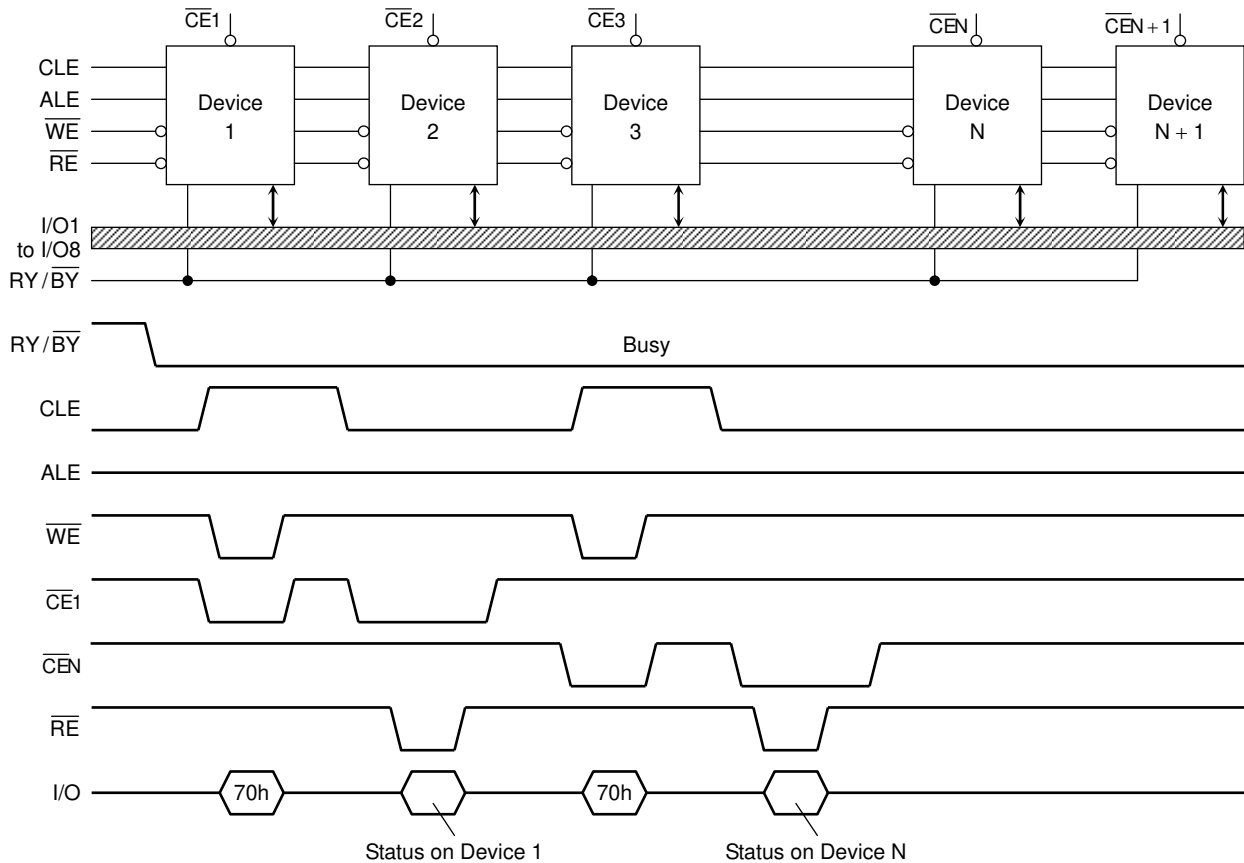 CE1 CE2 CE3 CEN CEN + 1
CLE
ALE
WE
RE
Device 1
Device 2
Device 3
Device N
Device N + 1
I/O1
to I/O8
RY / BY
RY / BY
Busy
CLE
ALE
WE
CE1
CEN
RE
I/O
70h
70h
Status on Device 1
Status on Device N